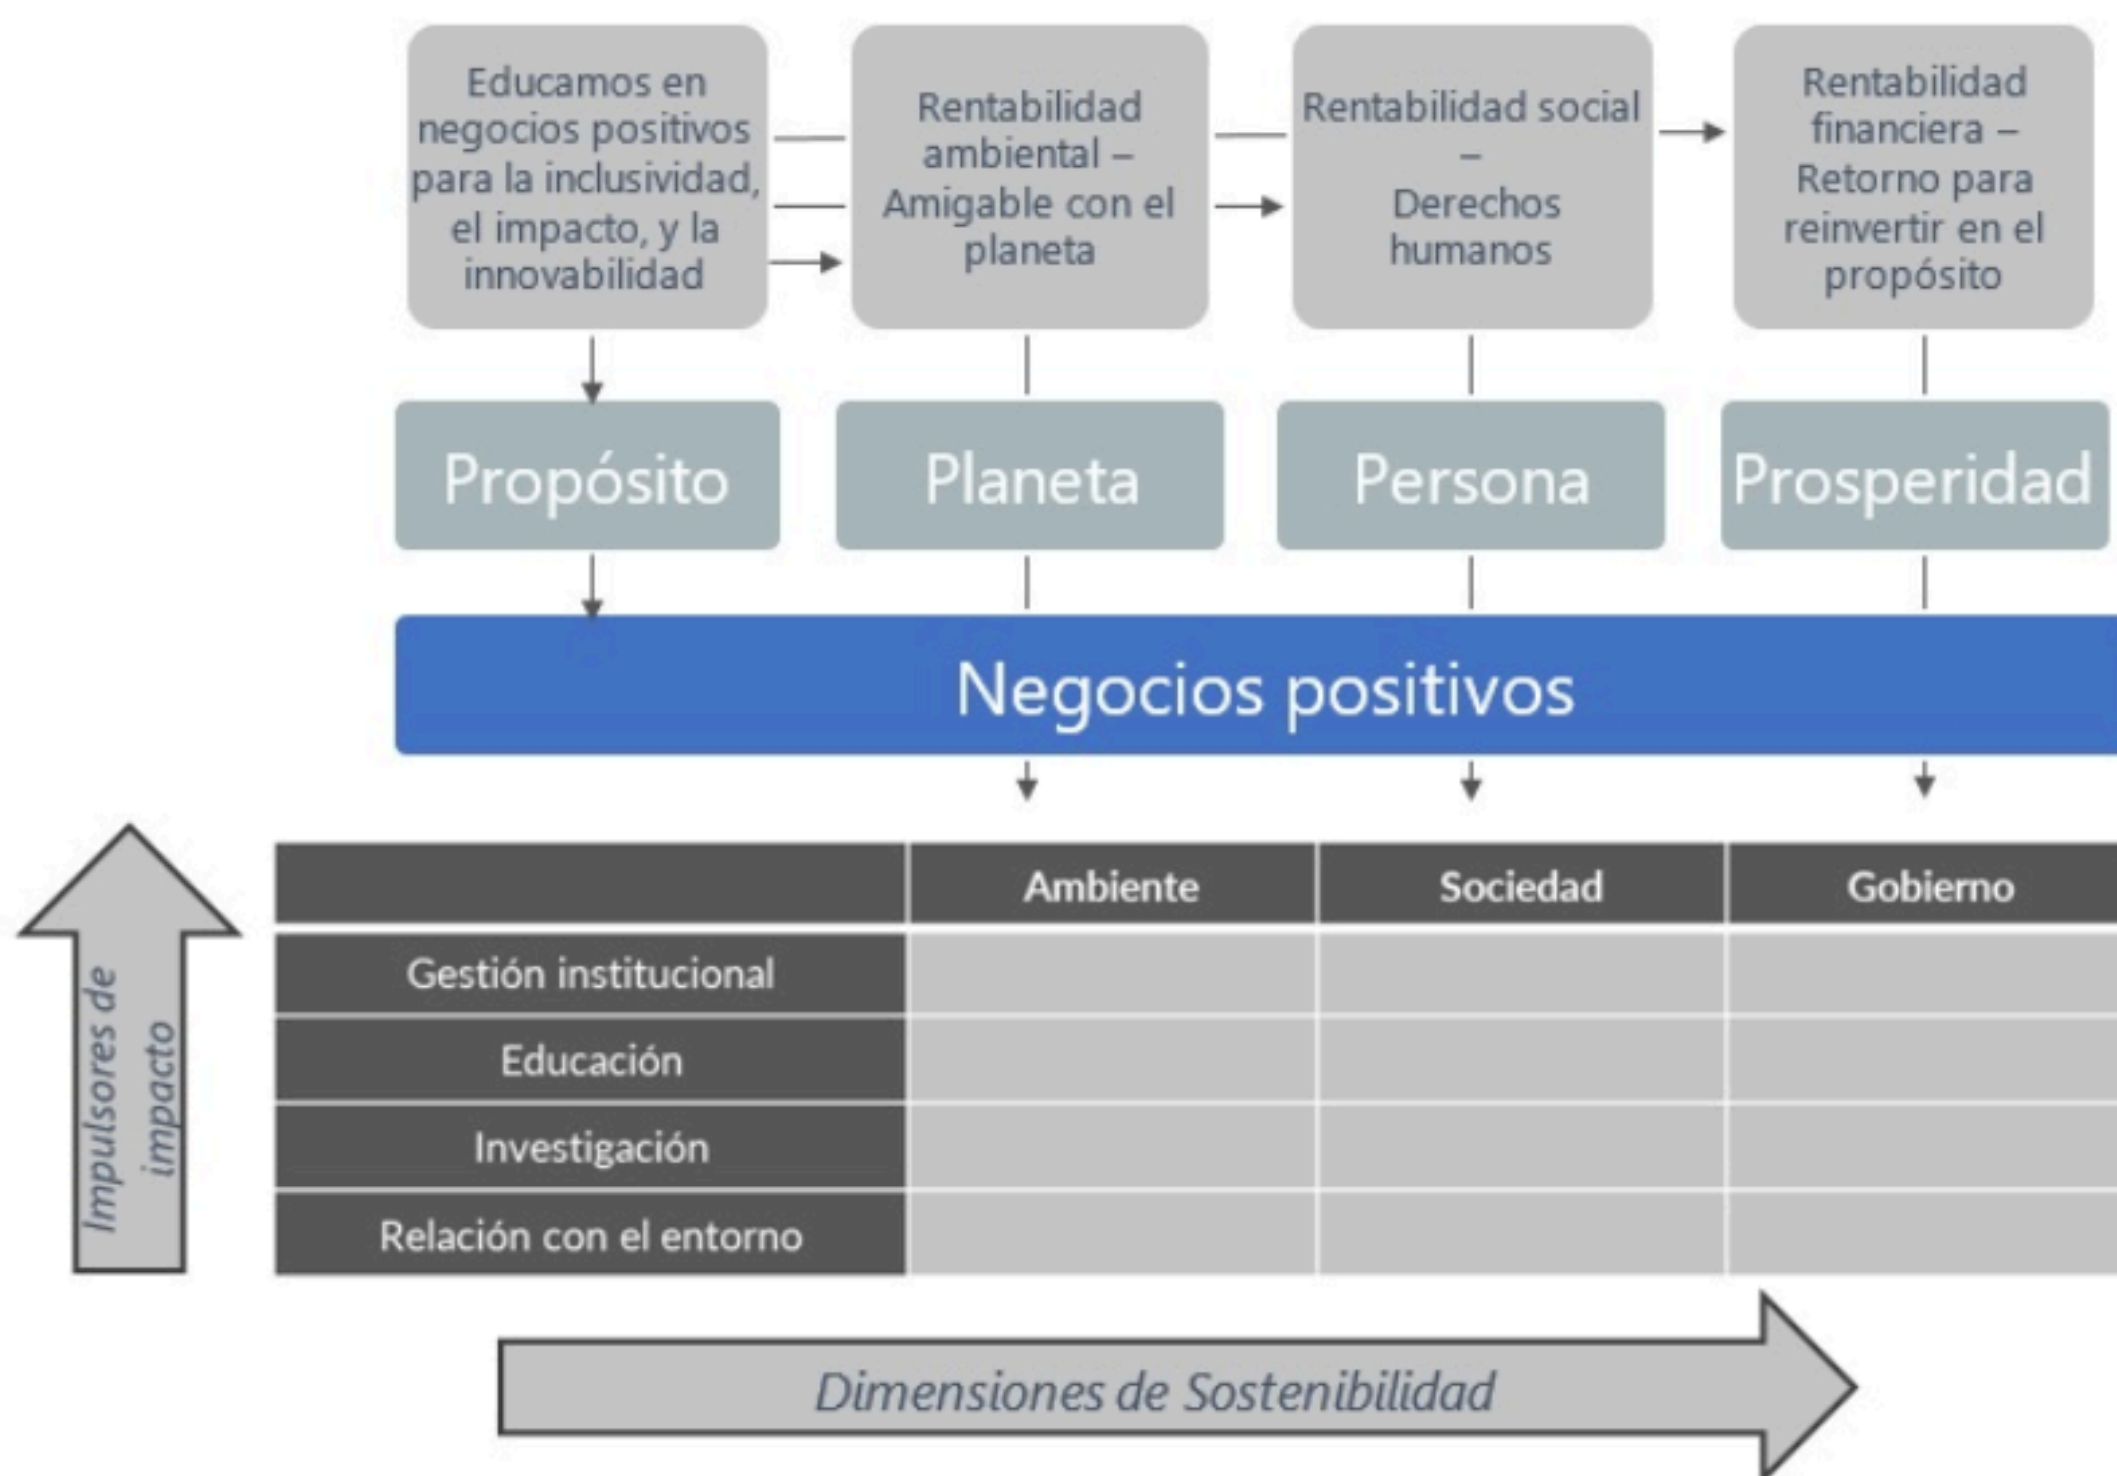 Educamos en
negocios positivos
para la inclusividad,
el impacto, y la
innovabilidad
Rentabilidad
ambiental –
Amigable con el
planeta
Rentabilidad social
–
Derechos
humanos
Rentabilidad
financiera –
Retorno para
reinvertir en el
propósito
Propósito
Planeta
Persona
Prosperidad
Negocios positivos
Ambiente
Sociedad
Gobierno
Gestión institucional
Educación
Investigación
Relación con el entorno
Impulsores de
impacto
Dimensiones de Sostenibilidad